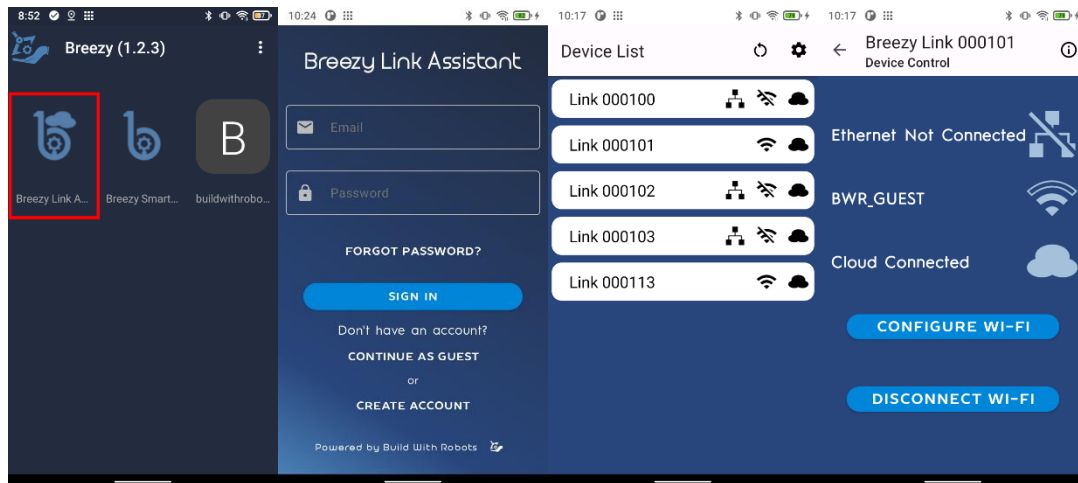 8:52
Breezy (1.2.3)
B
Breezy Link A...
Breezy Smart...
buildwithrobo...
10:24
Breezy Link Assistant
Email
Password
FORGOT PASSWORD?
SIGN IN
Don't have an account?
CONTINUE AS GUEST
or
CREATE ACCOUNT
Powered by Build With Robots
10:17
Device List
Link 000100
Link 000101
Link 000102
Link 000103
Link 000113
10:17
Breezy Link 000101
Device Control
Ethernet Not Connected
BWR_GUEST
Cloud Connected
CONFIGURE WI-FI
DISCONNECT WI-FI